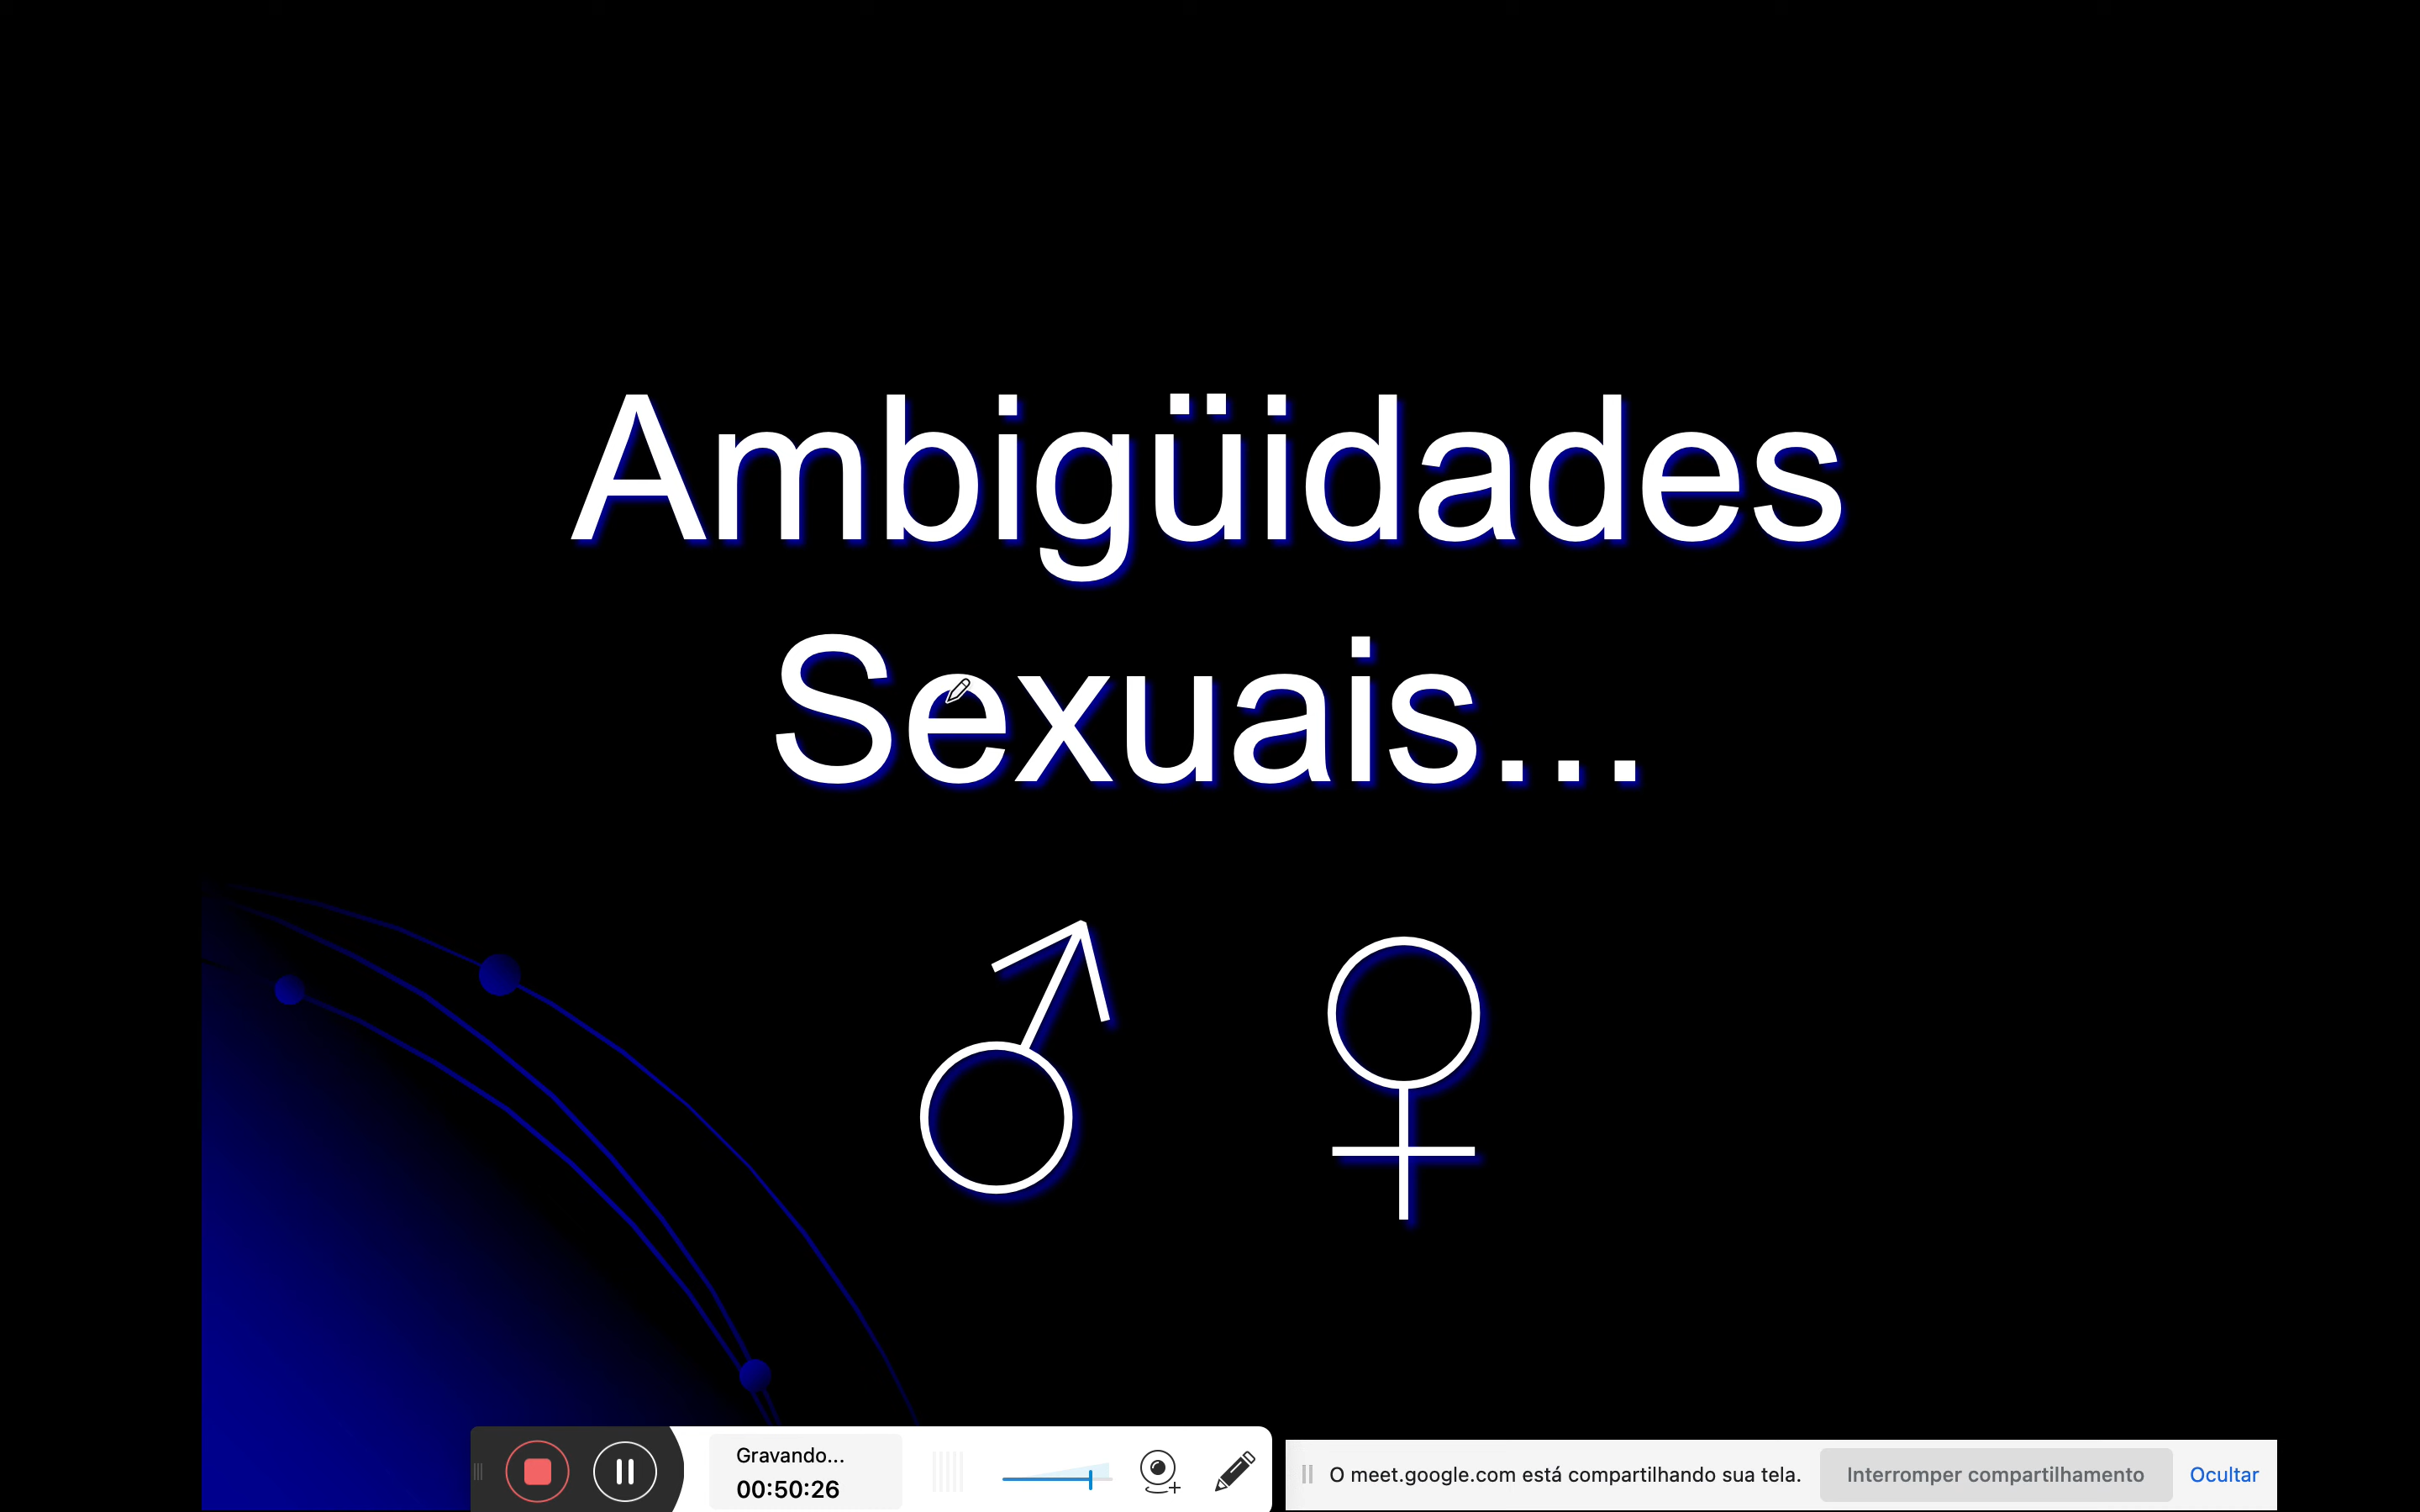 Ambigüidades
Sexuais...
♂ ♀
Gravando...
00:50:26
O meet.google.com está compartilhando sua tela.
Interromper compartilhamento
Ocultar